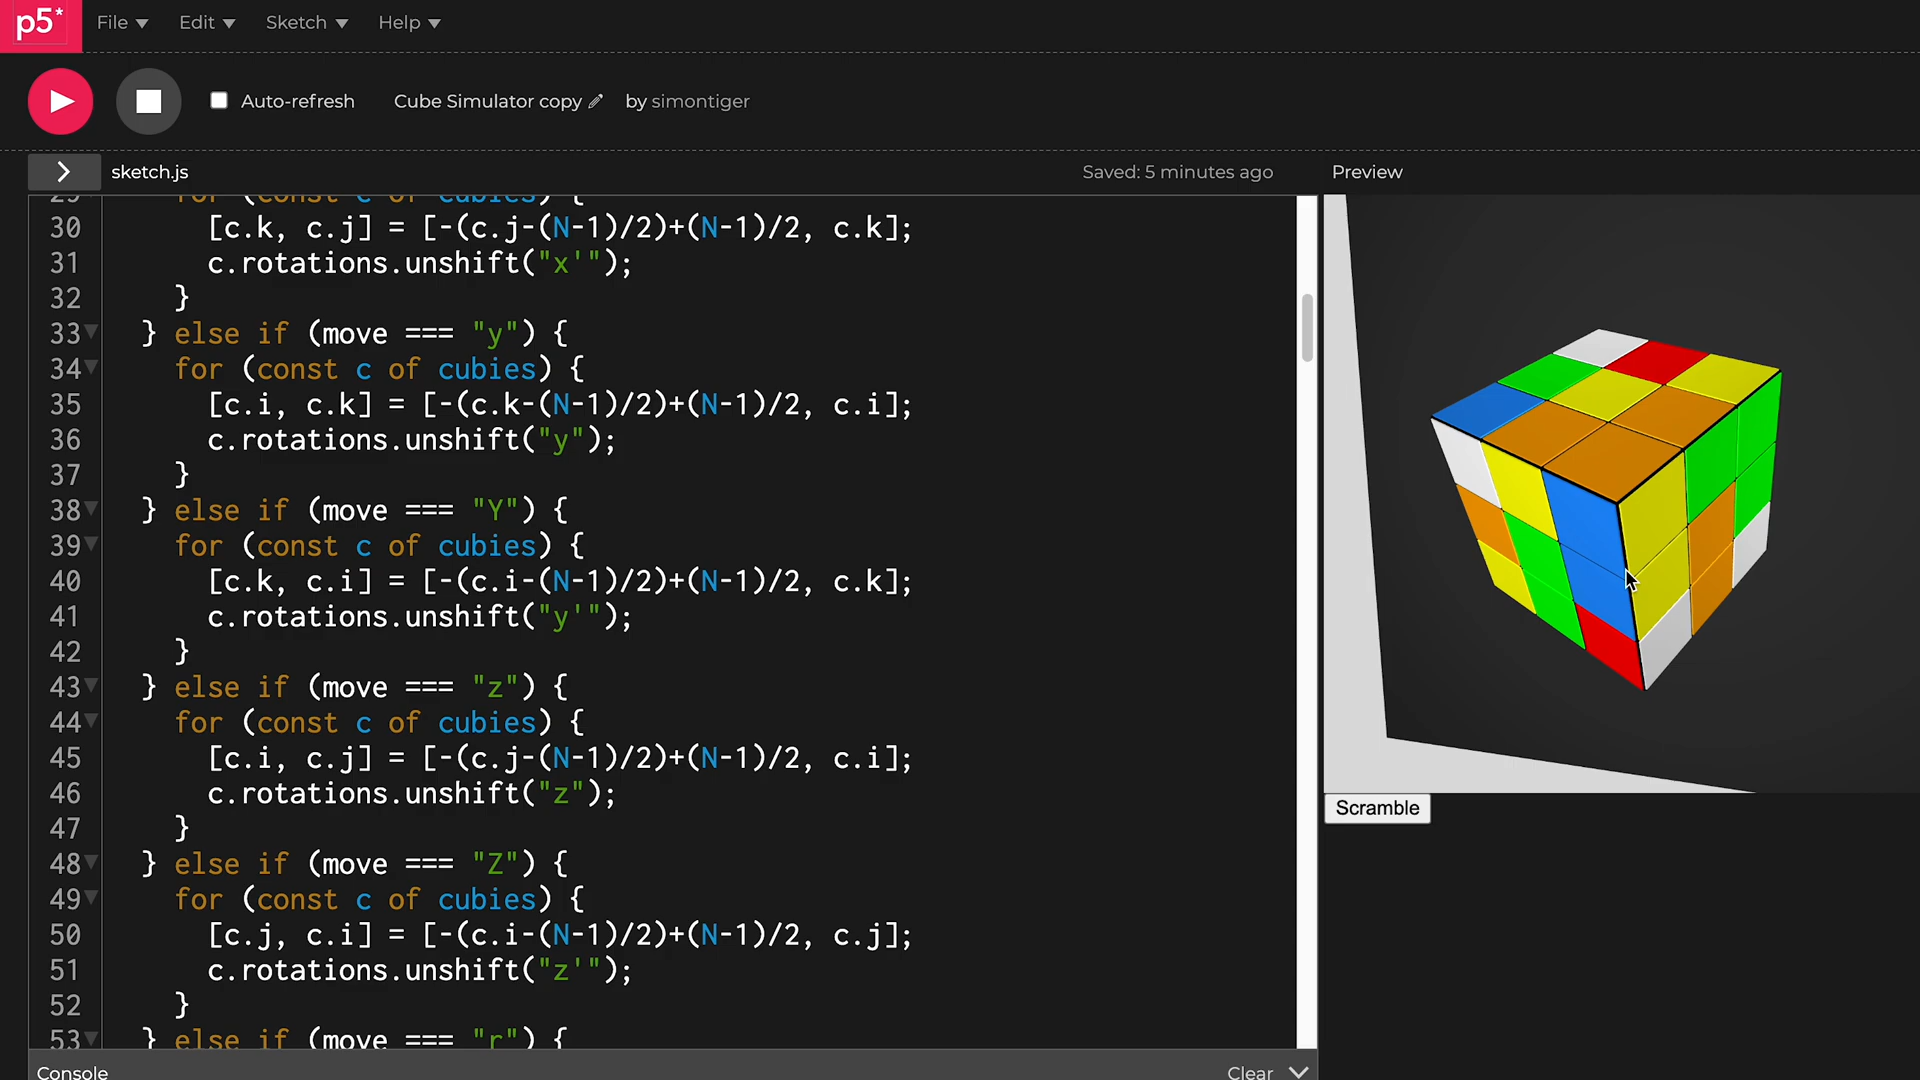 p5*
File Edit Sketch Help
Auto-refresh Cube Simulator copy by simontiger
sketch.js Saved: 5 minutes ago Preview
29 for (const c of cubies) {
30 [c.k, c.j] = [-(c.j-(N-1)/2)+(N-1)/2, c.k];
31 c.rotations.unshift("x'");
32 }
33 } else if (move === "y") {
34 for (const c of cubies) {
35 [c.i, c.k] = [-(c.k-(N-1)/2)+(N-1)/2, c.i];
36 c.rotations.unshift("y");
37 }
38 } else if (move === "Y") {
39 for (const c of cubies) {
40 [c.k, c.i] = [-(c.i-(N-1)/2)+(N-1)/2, c.k];
41 c.rotations.unshift("y'");
42 }
43 } else if (move === "z") {
44 for (const c of cubies) {
45 [c.i, c.j] = [-(c.j-(N-1)/2)+(N-1)/2, c.i];
46 c.rotations.unshift("z");
47 }
48 } else if (move === "Z") {
49 for (const c of cubies) {
50 [c.j, c.i] = [-(c.i-(N-1)/2)+(N-1)/2, c.j];
51 c.rotations.unshift("z'");
52 }
53 } else if (move === "r") {
Scramble
Console Clear